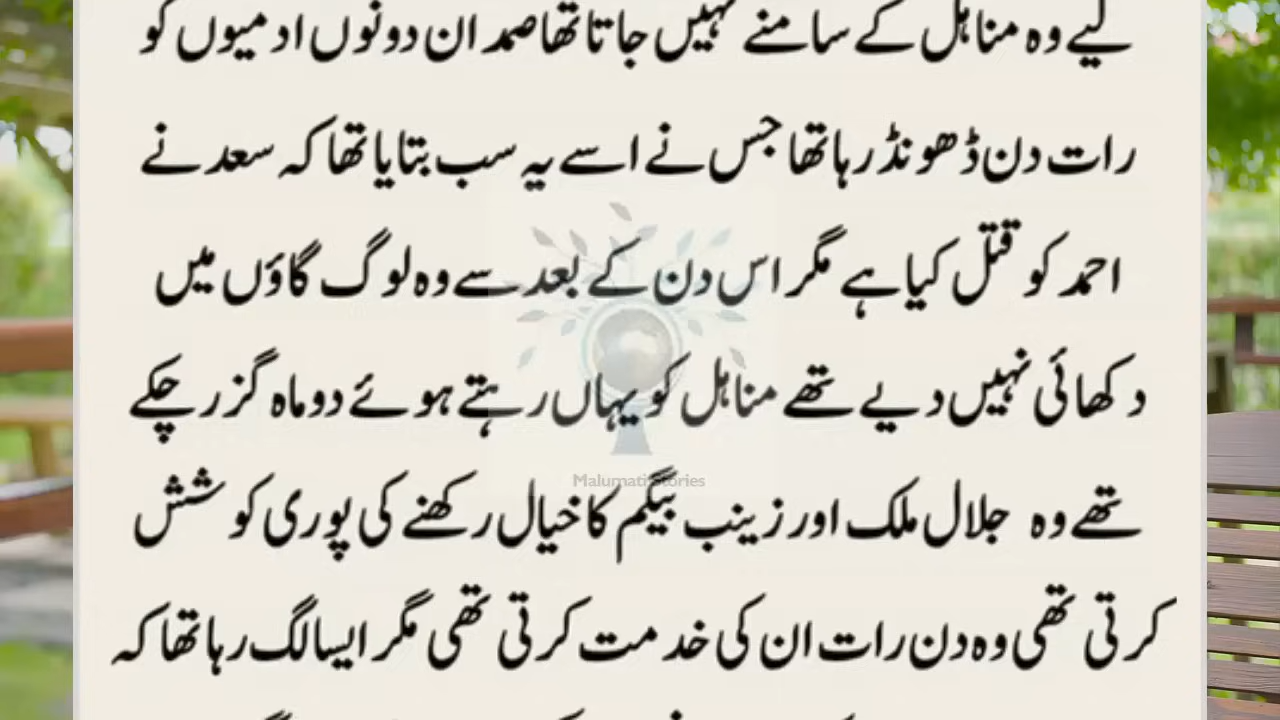 لیے وہ مناہل کے سامنے نہیں جاتا تھا صمد ان دونوں ادمیوں کو
رات دن ڈھونڈ رہا تھا جس نے اسے یہ سب بتایا تھا کہ سعد نے
احمد کو قتل کیا ہے مگر اس دن کے بعد سے وہ لوگ گاؤں میں
دکھائی نہیں دیے تھے مناہل کو یہاں رہتے ہوئے دو ماہ گزر چکے
Malumati Stories
تھے وہ جلال ملک اور زینب بیگم کا خیال رکھنے کی پوری کوشش
کرتی تھی وہ دن رات ان کی خدمت کرتی تھی مگر ایسا لگ رہا تھا کہ